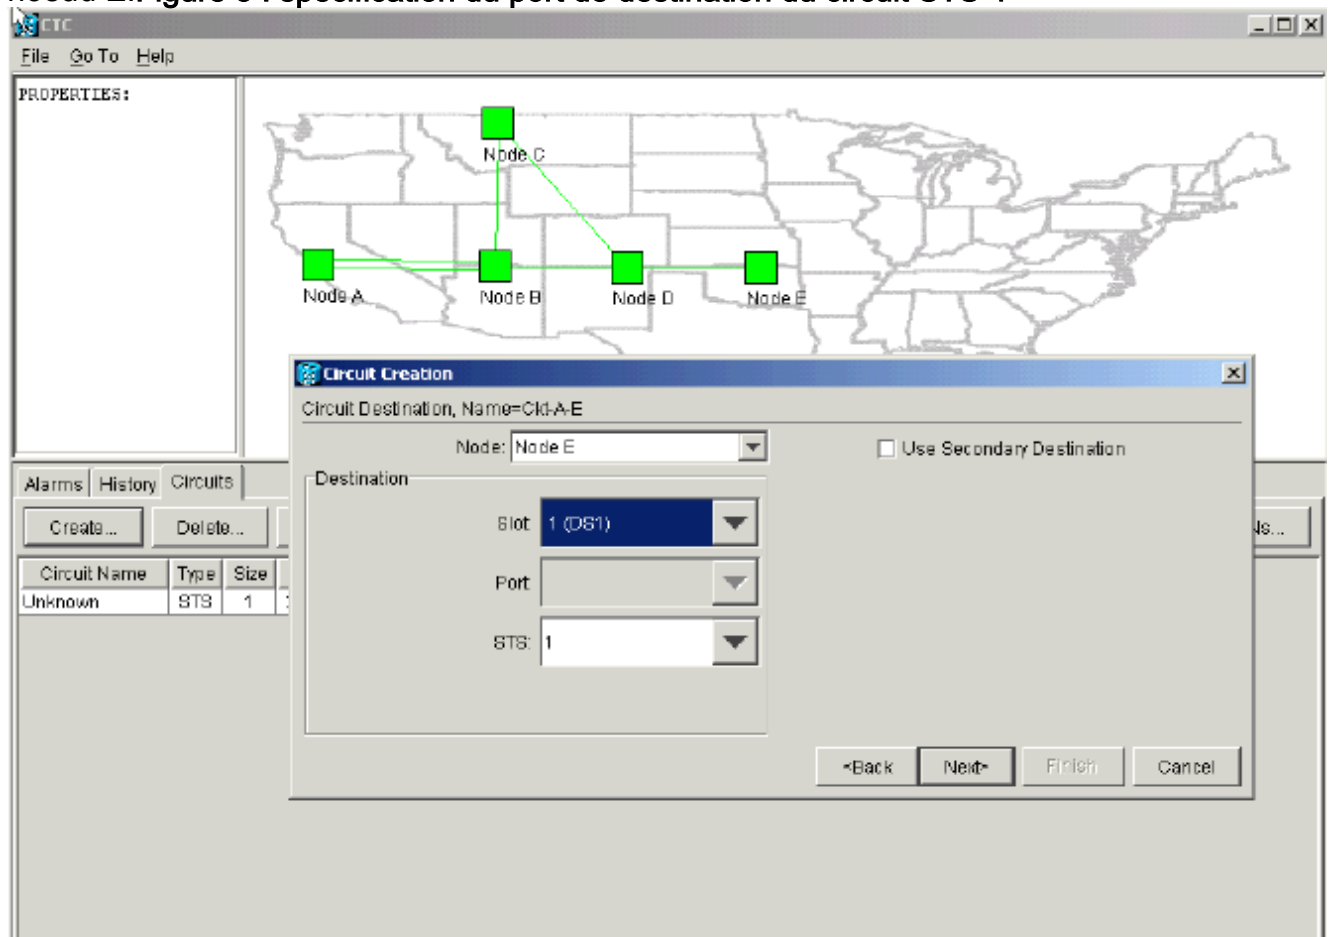 CTC
File Go To Help
PROPERTIES:
Node C
Node A
Node B
Node D
Node E
Circuit Creation
Circuit Destination, Name=Ckt-A-E
Node: Node E
Use Secondary Destination
Destination
Slot: 1 (DS1)
Port:
STS: 1
<Back Next> Finish Cancel
Alarms History Circuits
Create... Delete...
Circuit Name Type Size
Unknown STS 1